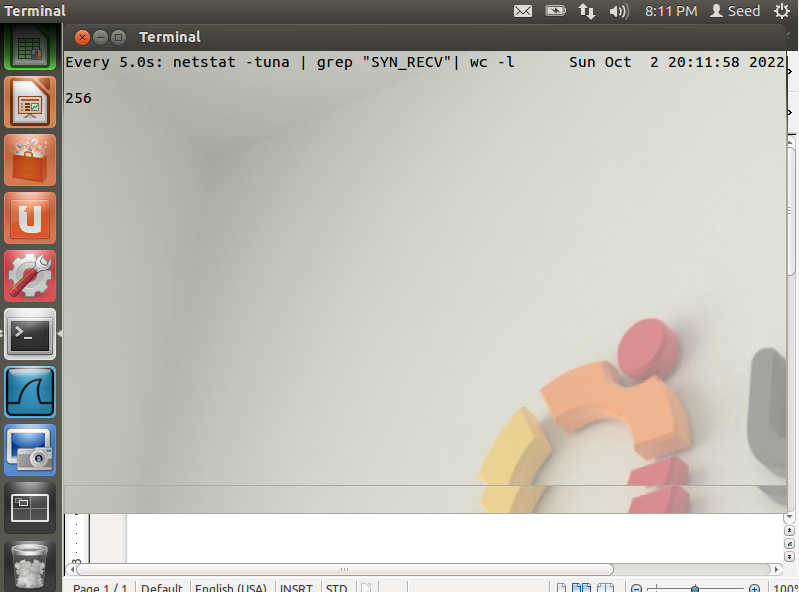 Terminal 8:11 PM Seed
Terminal
Every 5.0s: netstat -tuna | grep "SYN_RECV"| wc -l Sun Oct 2 20:11:58 2022
256
Page 1 / 1 Default English (USA) INSRT STD 100%